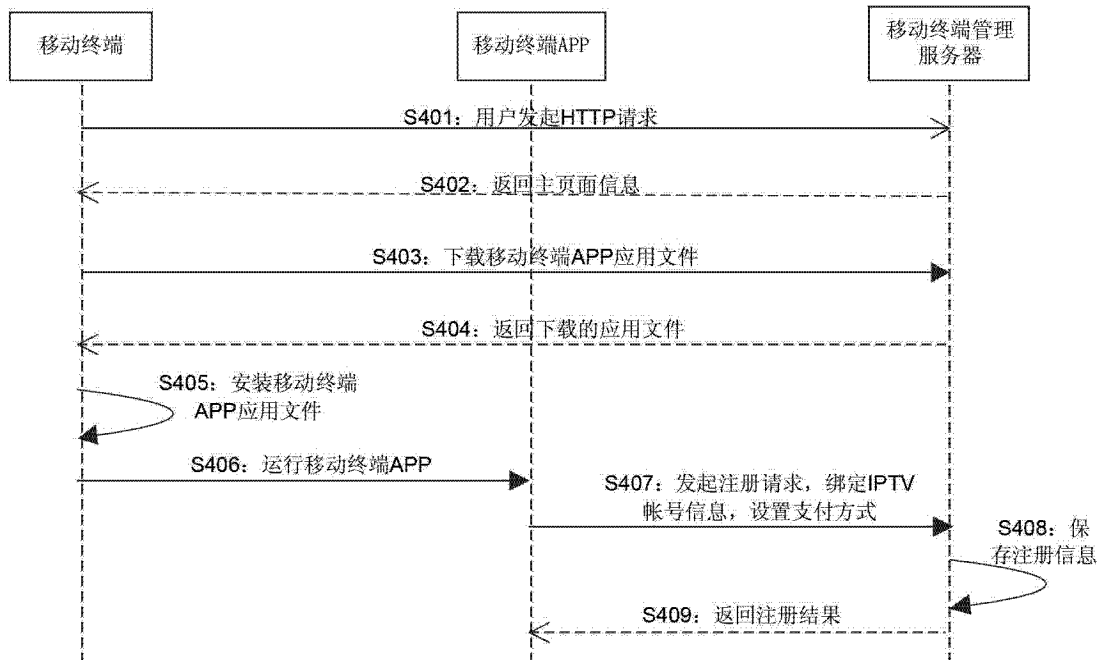 移动终端
移动终端APP
移动终端管理
服务器
S401：用户发起HTTP请求
S402：返回主页面信息
S403：下载移动终端APP应用文件
S404：返回下载的应用文件
S405：安装移动终端
APP应用文件
S406：运行移动终端APP
S407：发起注册请求，绑定IPTV
帐号信息，设置支付方式
S408：保
存注册信息
S409：返回注册结果